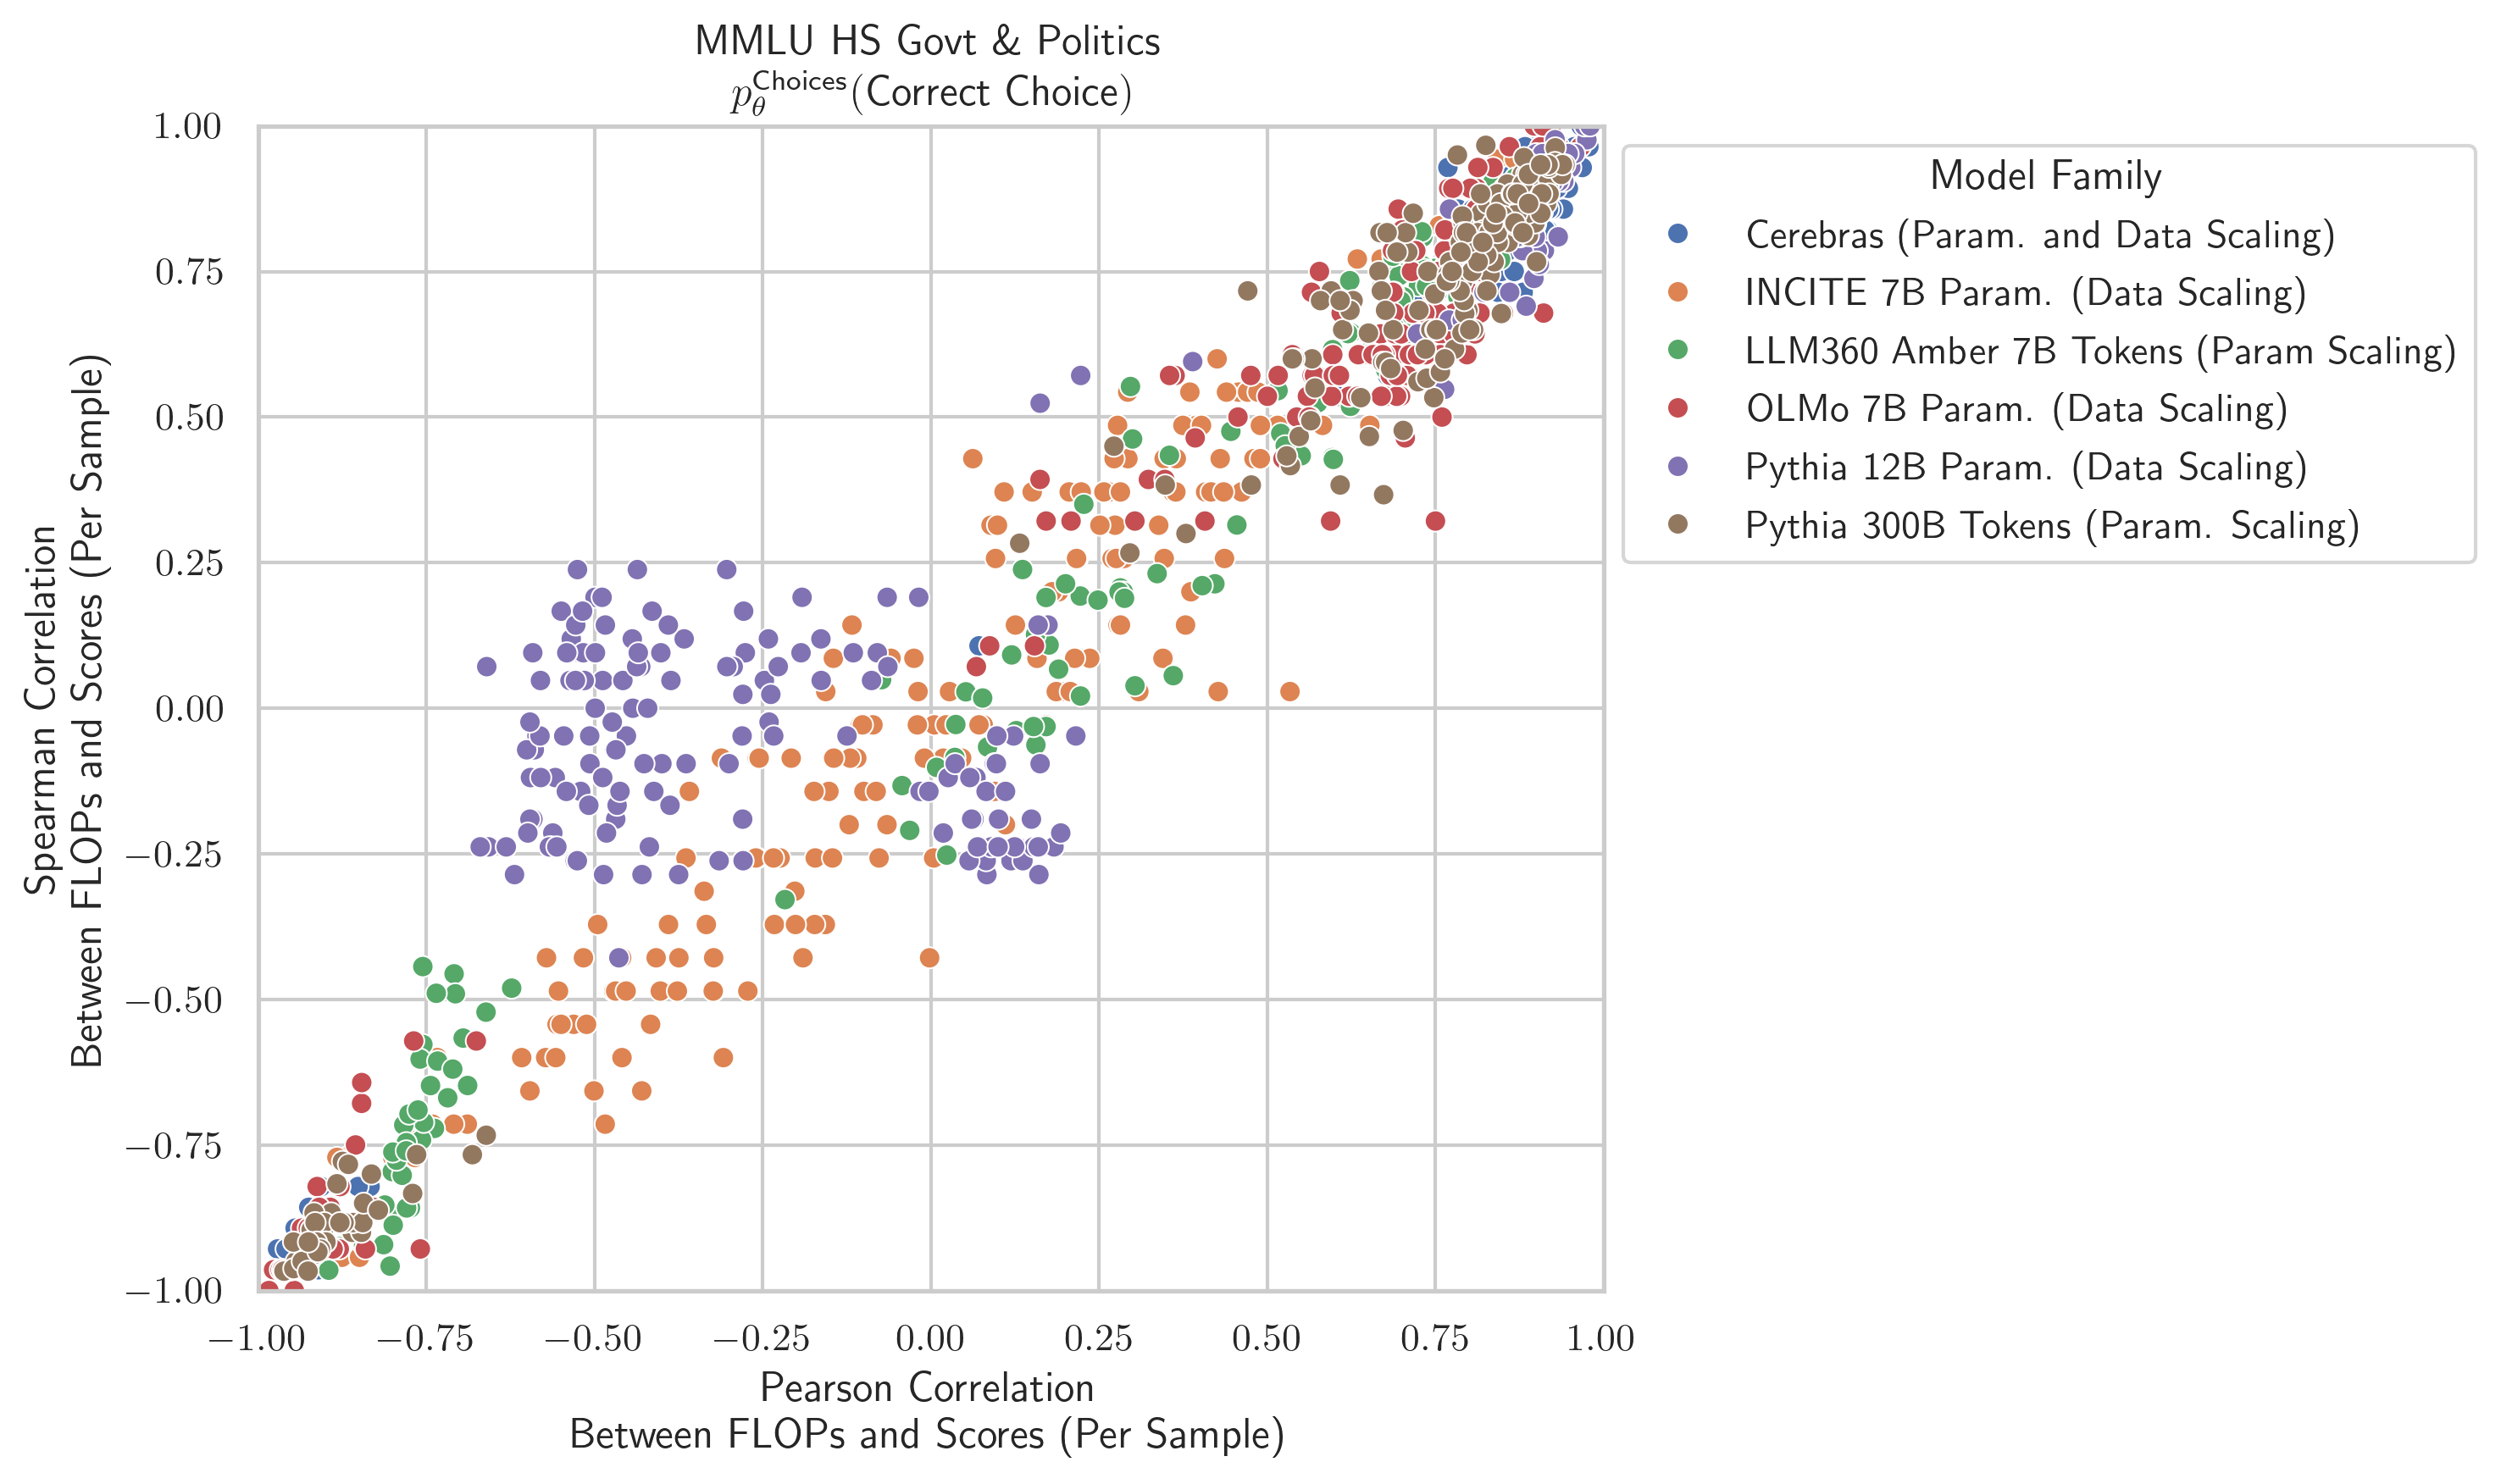 MMLU HS Govt & Politics
p_θ^Choices(Correct Choice)
1.00
0.75
0.50
0.25
0.00
−0.25
−0.50
−0.75
−1.00
Spearman Correlation
Between FLOPs and Scores (Per Sample)
−1.00 −0.75 −0.50 −0.25 0.00 0.25 0.50 0.75 1.00
Pearson Correlation
Between FLOPs and Scores (Per Sample)
Model Family
Cerebras (Param. and Data Scaling)
INCITE 7B Param. (Data Scaling)
LLM360 Amber 7B Tokens (Param Scaling)
OLMo 7B Param. (Data Scaling)
Pythia 12B Param. (Data Scaling)
Pythia 300B Tokens (Param. Scaling)